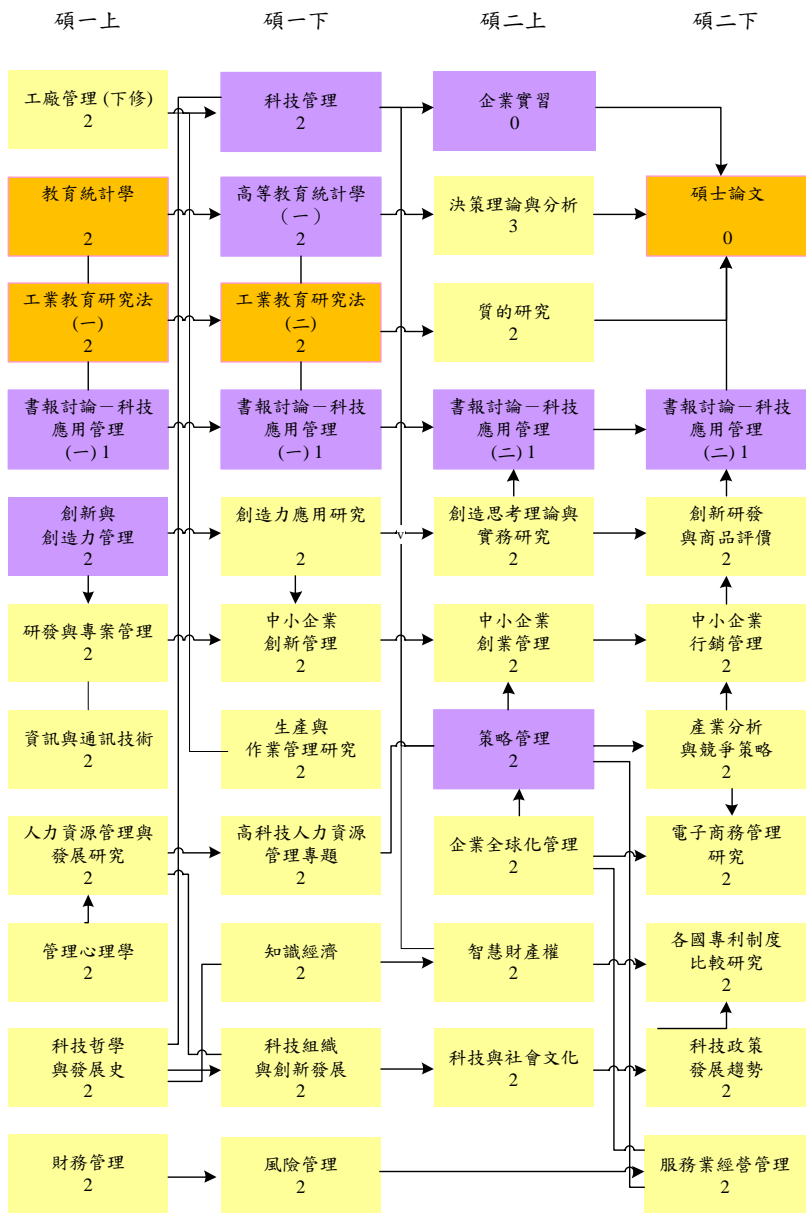 碩一上
碩一下
碩二上
碩二下
工廠管理 (下修)
2
科技管理
2
企業實習
0
教育統計學
2
高等教育統計學
(一)
2
決策理論與分析
3
碩士論文
0
工業教育研究法
(一)
2
工業教育研究法
(二)
2
質的研究
2
書報討論－科技
應用管理
(一) 1
書報討論－科技
應用管理
(一) 1
書報討論－科技
應用管理
(二) 1
書報討論－科技
應用管理
(二) 1
創新與
創造力管理
2
創造力應用研究
2
v
創造思考理論與
實務研究
2
創新研發
與商品評價
2
研發與專案管理
2
中小企業
創新管理
2
中小企業
創業管理
2
中小企業
行銷管理
2
資訊與通訊技術
2
生產與
作業管理研究
2
策略管理
2
產業分析
與競爭策略
2
人力資源管理與
發展研究
2
高科技人力資源
管理專題
2
企業全球化管理
2
電子商務管理
研究
2
管理心理學
2
知識經濟
2
智慧財產權
2
各國專利制度
比較研究
2
科技哲學
與發展史
2
科技組織
與創新發展
2
科技與社會文化
2
科技政策
發展趨勢
2
財務管理
2
風險管理
2
服務業經營管理
2